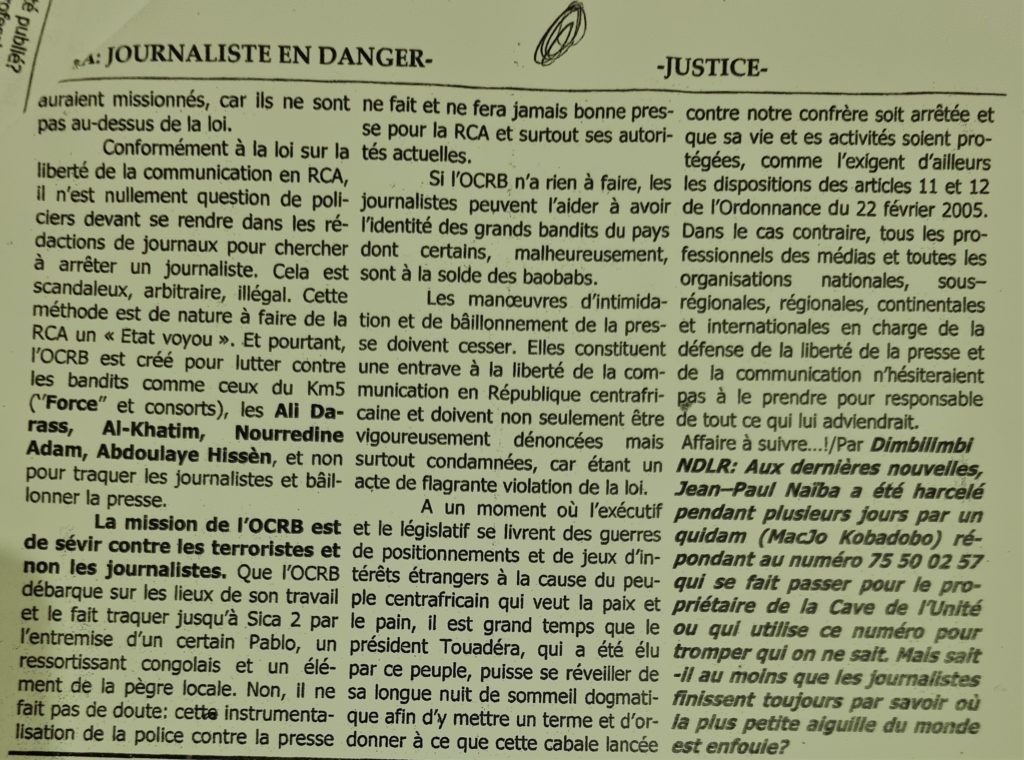 é publié?
JOURNALISTE EN DANGER-
-JUSTICE-
auraient missionnés, car ils ne sont
pas au-dessus de la loi.
Conformément à la loi sur la
liberté de la communication en RCA,
il n'est nullement question de poli-
ciers devant se rendre dans les ré-
dactions de journaux pour chercher
à arrêter un journaliste. Cela est
scandaleux, arbitraire, illégal. Cette
méthode est de nature à faire de la
RCA un « Etat voyou ». Et pourtant,
l'OCRB est créé pour lutter contre
les bandits comme ceux du Km5
(''Force" et consorts), les Ali Da-
rass, Al-Khatim, Nourredine
Adam, Abdoulaye Hissèn, et non
pour traquer les journalistes et bâil-
lonner la presse.
La mission de l'OCRB est
de sévir contre les terroristes et
non les journalistes. Que l'OCRB
débarque sur les lieux de son travail
et le fait traquer jusqu'à Sica 2 par
l'entremise d'un certain Pablo, un
ressortissant congolais et un élé-
ment de la pègre locale. Non, il ne
fait pas de doute: cette instrumenta-
lisation de la police contre la presse
ne fait et ne fera jamais bonne pres-
se pour la RCA et surtout ses autori-
tés actuelles.
Si l'OCRB n'a rien à faire, les
journalistes peuvent l'aider à avoir
l'identité des grands bandits du pays
dont certains, malheureusement,
sont à la solde des baobabs.
Les manœuvres d'intimida-
tion et de bâillonnement de la pres-
se doivent cesser. Elles constituent
une entrave à la liberté de la com-
munication en République centrafri-
caine et doivent non seulement être
vigoureusement dénoncées mais
surtout condamnées, car étant un
acte de flagrante violation de la loi.
A un moment où l'exécutif
et le législatif se livrent des guerres
de positionnements et de jeux d'in-
térêts étrangers à la cause du peu-
ple centrafricain qui veut la paix et
le pain, il est grand temps que le
président Touadéra, qui a été élu
par ce peuple, puisse se réveiller de
sa longue nuit de sommeil dogmati-
que afin d'y mettre un terme et d'or-
donner à ce que cette cabale lancée
contre notre confrère soit arrêtée et
que sa vie et es activités soient pro-
tégées, comme l'exigent d'ailleurs
les dispositions des articles 11 et 12
de l'Ordonnance du 22 février 2005.
Dans le cas contraire, tous les pro-
fessionnels des médias et toutes les
organisations nationales, sous–
régionales, régionales, continentales
et internationales en charge de la
défense de la liberté de la presse et
de la communication n'hésiteraient
pas à le prendre pour responsable
de tout ce qui lui adviendrait.
Affaire à suivre...!/Par Dimbilimbi
NDLR: Aux dernières nouvelles,
Jean–Paul Naïba a été harcelé
pendant plusieurs jours par un
quidam (MacJo Kobadobo) ré-
pondant au numéro 75 50 02 57
qui se fait passer pour le pro-
priétaire de la Cave de l'Unité
ou qui utilise ce numéro pour
tromper qui on ne sait. Mais sait
-il au moins que les journalistes
finissent toujours par savoir où
la plus petite aiguille du monde
est enfouie?